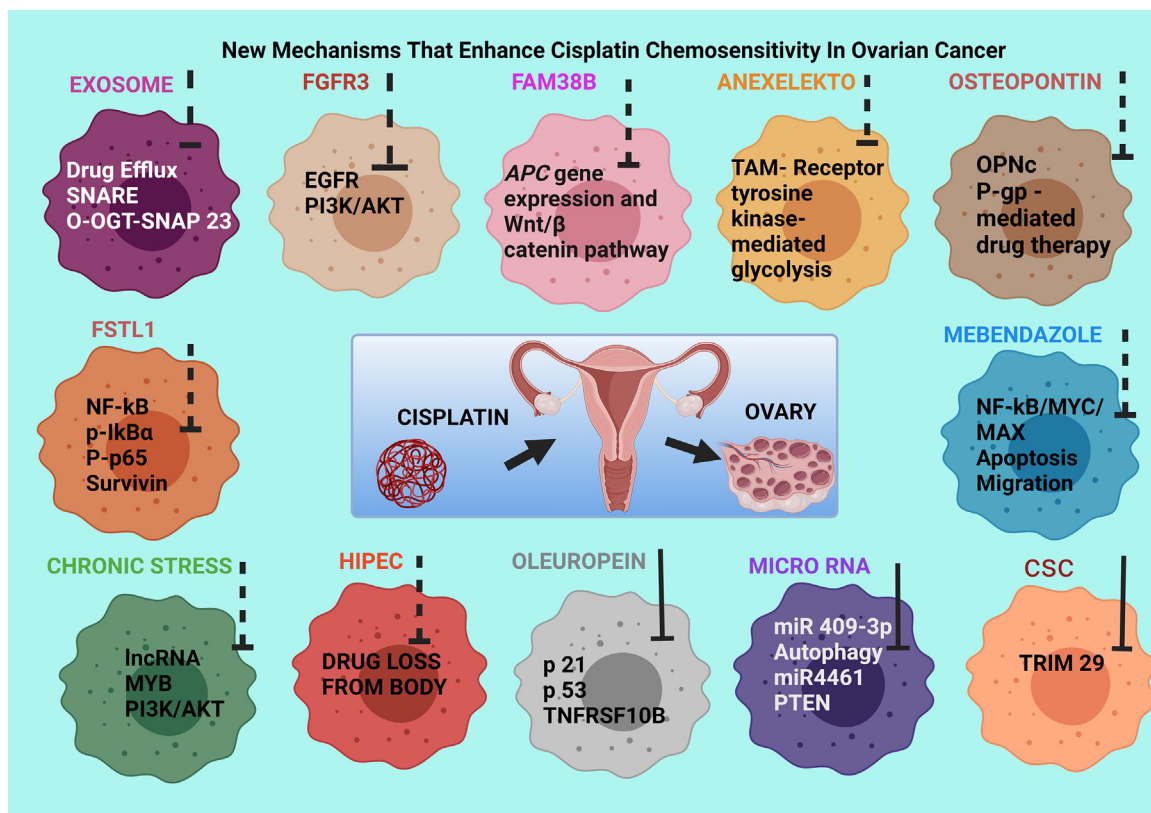 New Mechanisms That Enhance Cisplatin Chemosensitivity In Ovarian Cancer
EXOSOME
Drug Efflux
SNARE
O-OGT-SNAP 23
FGFR3
EGFR
PI3K/AKT
FAM38B
APC gene
expression and
Wnt/β
catenin pathway
ANEXELEKTO
TAM- Receptor
tyrosine
kinase-
mediated
glycolysis
OSTEOPONTIN
OPNc
P-gp -
mediated
drug therapy
FSTL1
NF-kB
p-IkBα
P-p65
Survivin
CISPLATIN
OVARY
MEBENDAZOLE
NF-kB/MYC/
MAX
Apoptosis
Migration
CHRONIC STRESS
lncRNA
MYB
PI3K/AKT
HIPEC
DRUG LOSS
FROM BODY
OLEUROPEIN
p 21
p 53
TNFRSF10B
MICRO RNA
miR 409-3p
Autophagy
miR4461
PTEN
CSC
TRIM 29